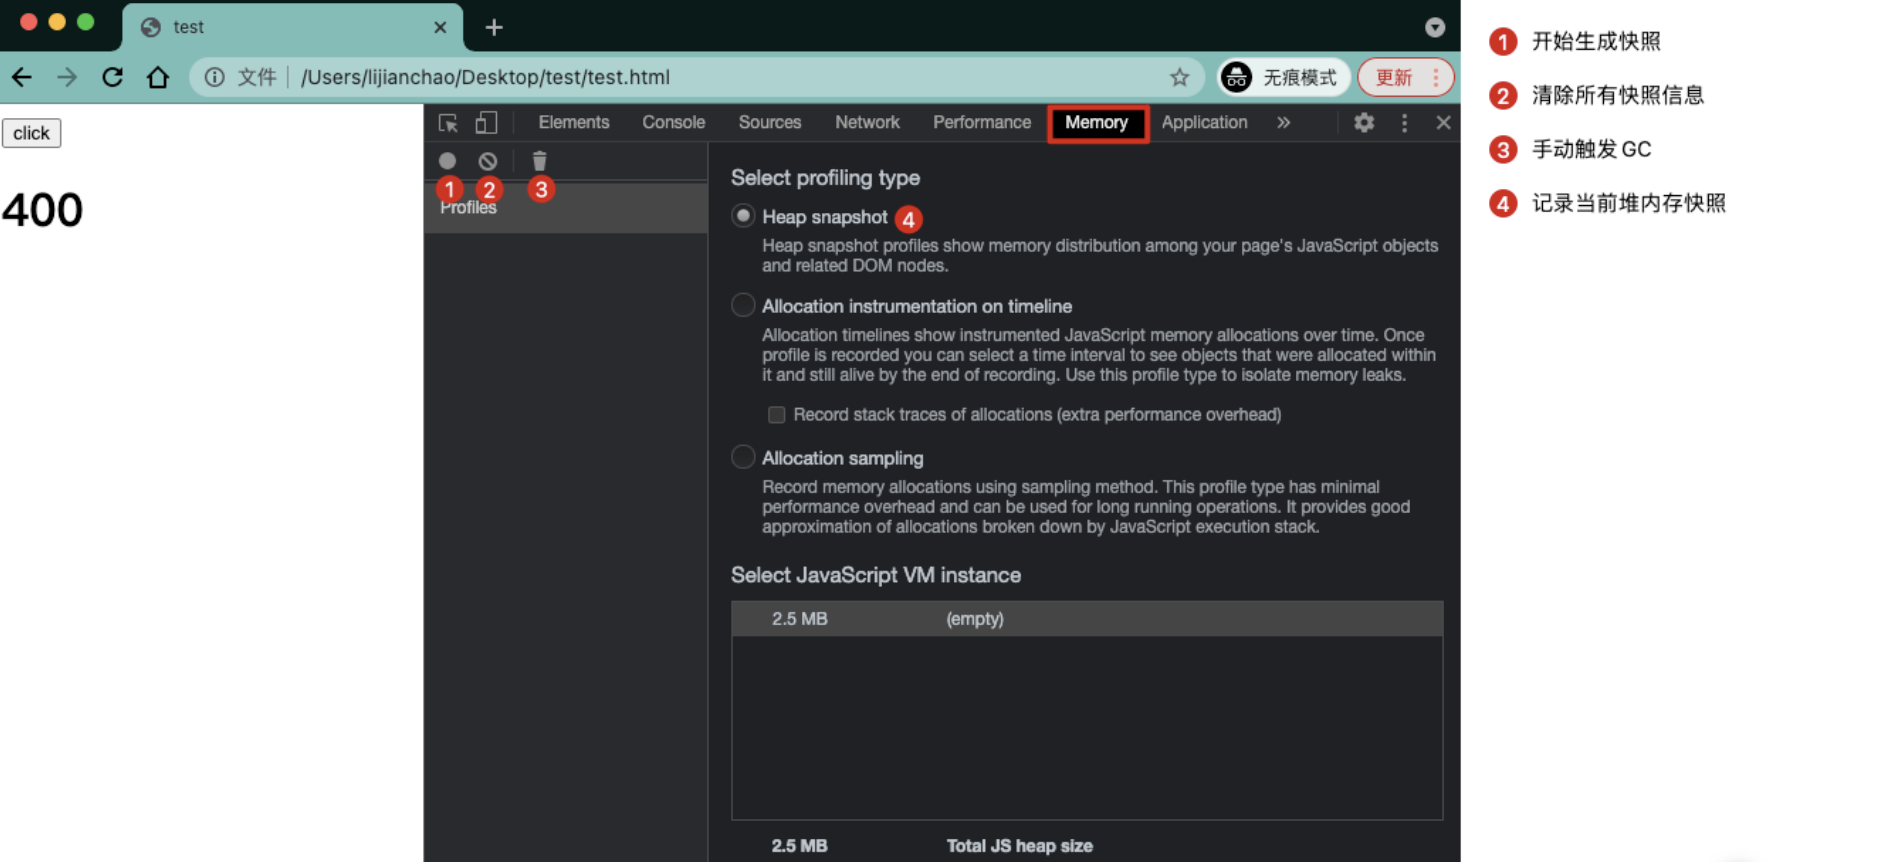 test
文件
/Users/lijianchao/Desktop/test/test.html
无痕模式
更新
click
400
Elements
Console
Sources
Network
Performance
Memory
Application
1
2
3
Profiles
Select profiling type
Heap snapshot 4
Heap snapshot profiles show memory distribution among your page's JavaScript objects
and related DOM nodes.
Allocation instrumentation on timeline
Allocation timelines show instrumented JavaScript memory allocations over time. Once
profile is recorded you can select a time interval to see objects that were allocated within
it and still alive by the end of recording. Use this profile type to isolate memory leaks.
Record stack traces of allocations (extra performance overhead)
Allocation sampling
Record memory allocations using sampling method. This profile type has minimal
performance overhead and can be used for long running operations. It provides good
approximation of allocations broken down by JavaScript execution stack.
Select JavaScript VM instance
2.5 MB (empty)
2.5 MB Total JS heap size
1 开始生成快照
2 清除所有快照信息
3 手动触发 GC
4 记录当前堆内存快照